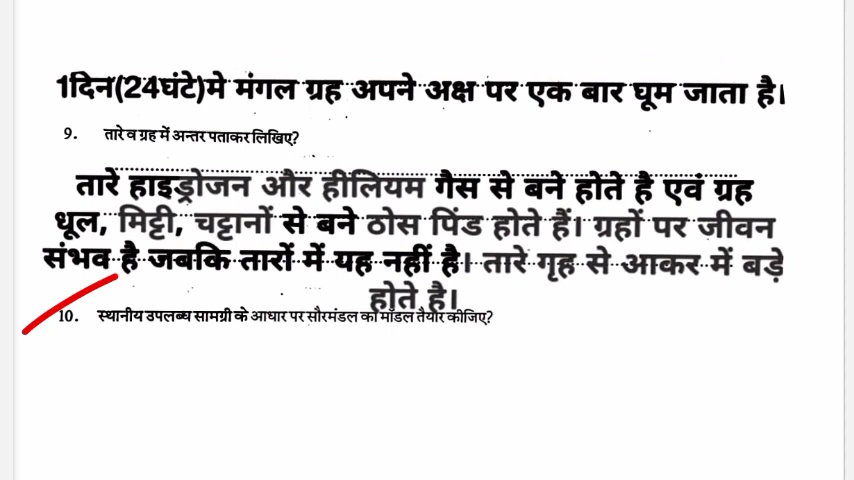 1दिन(24घंटे)मे मंगल ग्रह अपने अक्ष पर एक बार घूम जाता है।
9. तारे व ग्रह में अन्तर पताकर लिखिए?
तारे हाइड्रोजन और हीलियम गैस से बने होते है एवं ग्रह
धूल, मिट्टी, चट्टानों से बने ठोस पिंड होते हैं। ग्रहों पर जीवन
संभव है जबकि तारों में यह नहीं है। तारे गृह से आकर में बड़े
होते है।
10. स्थानीय उपलब्ध सामग्री के आधार पर सौरमंडल का मॉडल तैयार कीजिए?